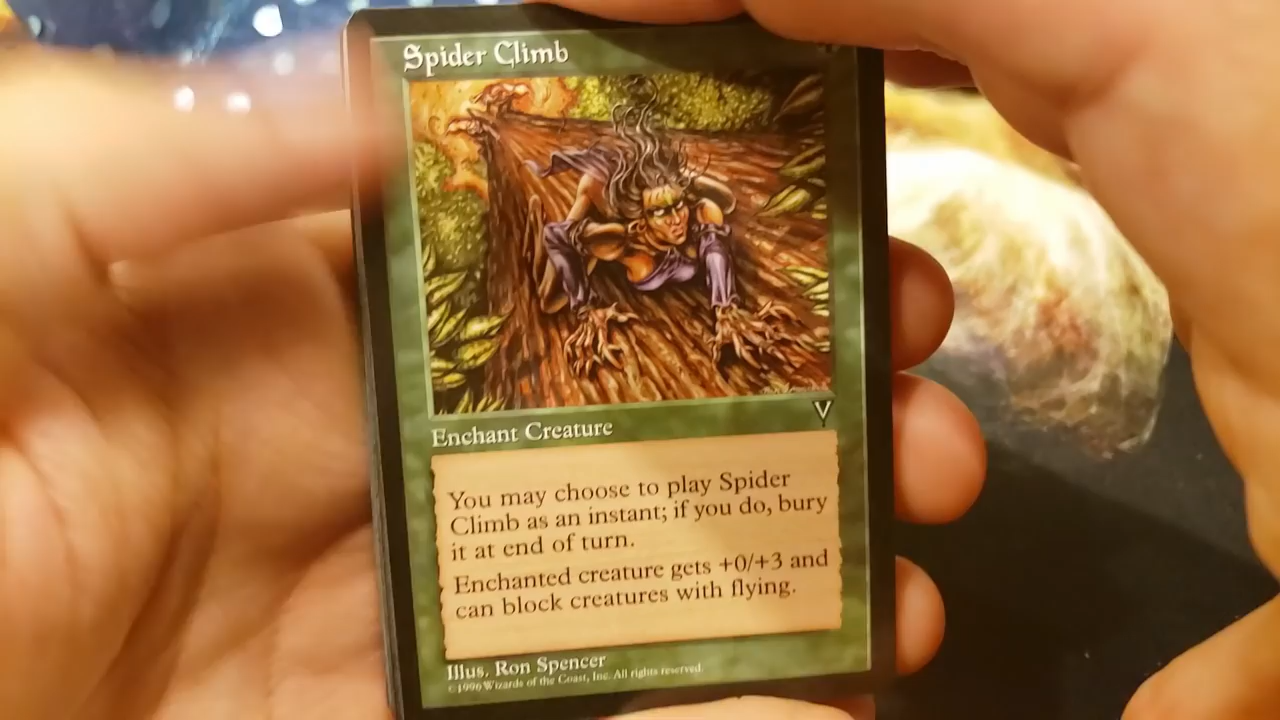 Spider Climb
V
Enchant Creature
You may choose to play Spider
Climb as an instant; if you do, bury
it at end of turn.
Enchanted creature gets +0/+3 and
can block creatures with flying.
Illus. Ron Spencer
©1996 Wizards of the Coast, Inc. All rights reserved.